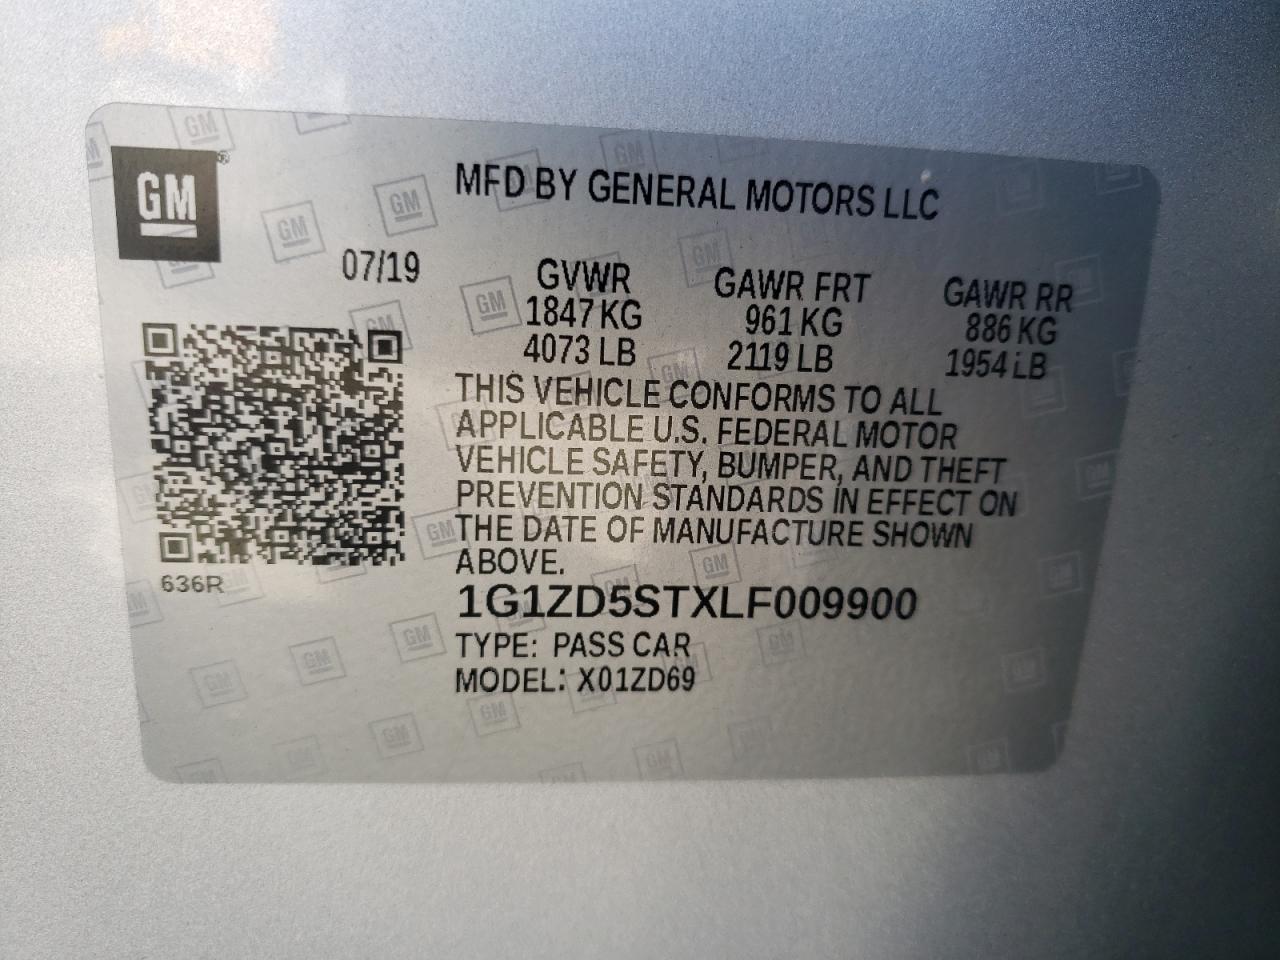 GM
MFD BY GENERAL MOTORS LLC
07/19
GVWR GAWR FRT GAWR RR
1847 KG 961 KG 886 KG
4073 LB 2119 LB 1954 LB
THIS VEHICLE CONFORMS TO ALL
APPLICABLE U.S. FEDERAL MOTOR
VEHICLE SAFETY, BUMPER, AND THEFT
PREVENTION STANDARDS IN EFFECT ON
THE DATE OF MANUFACTURE SHOWN
ABOVE.
636R
1G1ZD5STXLF009900
TYPE: PASS CAR
MODEL: X01ZD69